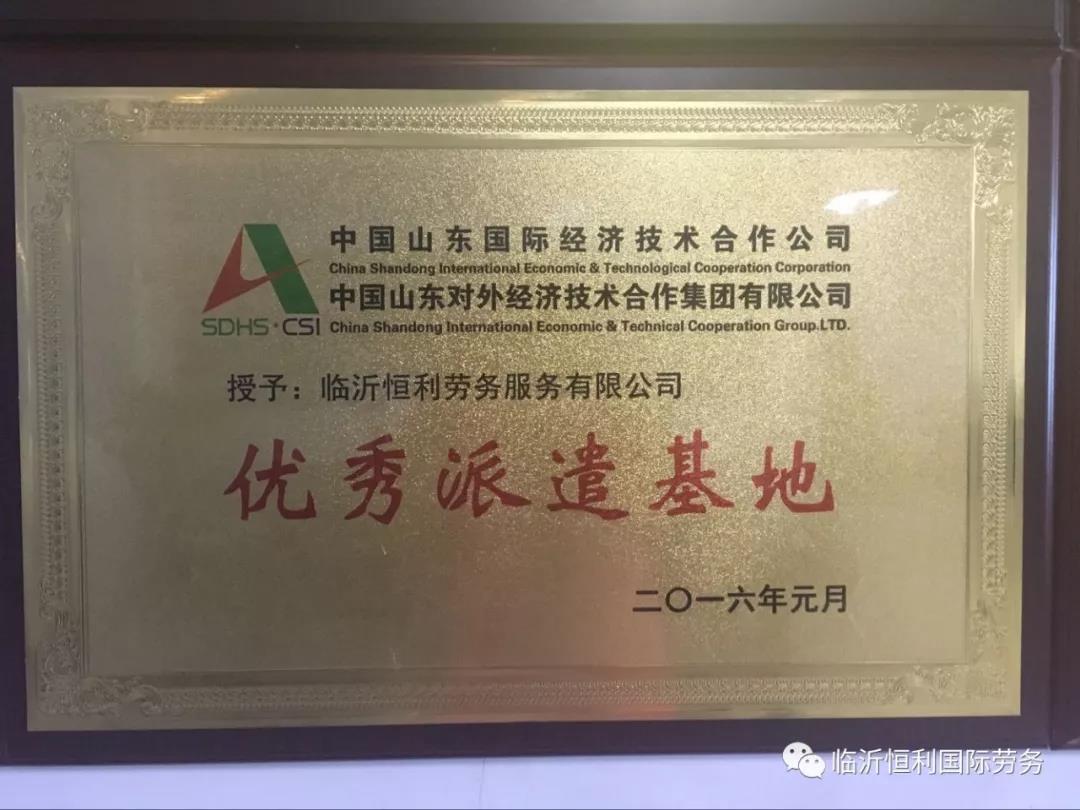 中国山东国际经济技术合作公司
China Shandong International Economic & Technological Cooperation Corporation
中国山东对外经济技术合作集团有限公司
SDHS·CSI China Shandong International Economic & Technical Cooperation Group.LTD.
授予：临沂恒利劳务服务有限公司
优秀派遣基地
二〇一六年元月
临沂恒利国际劳务